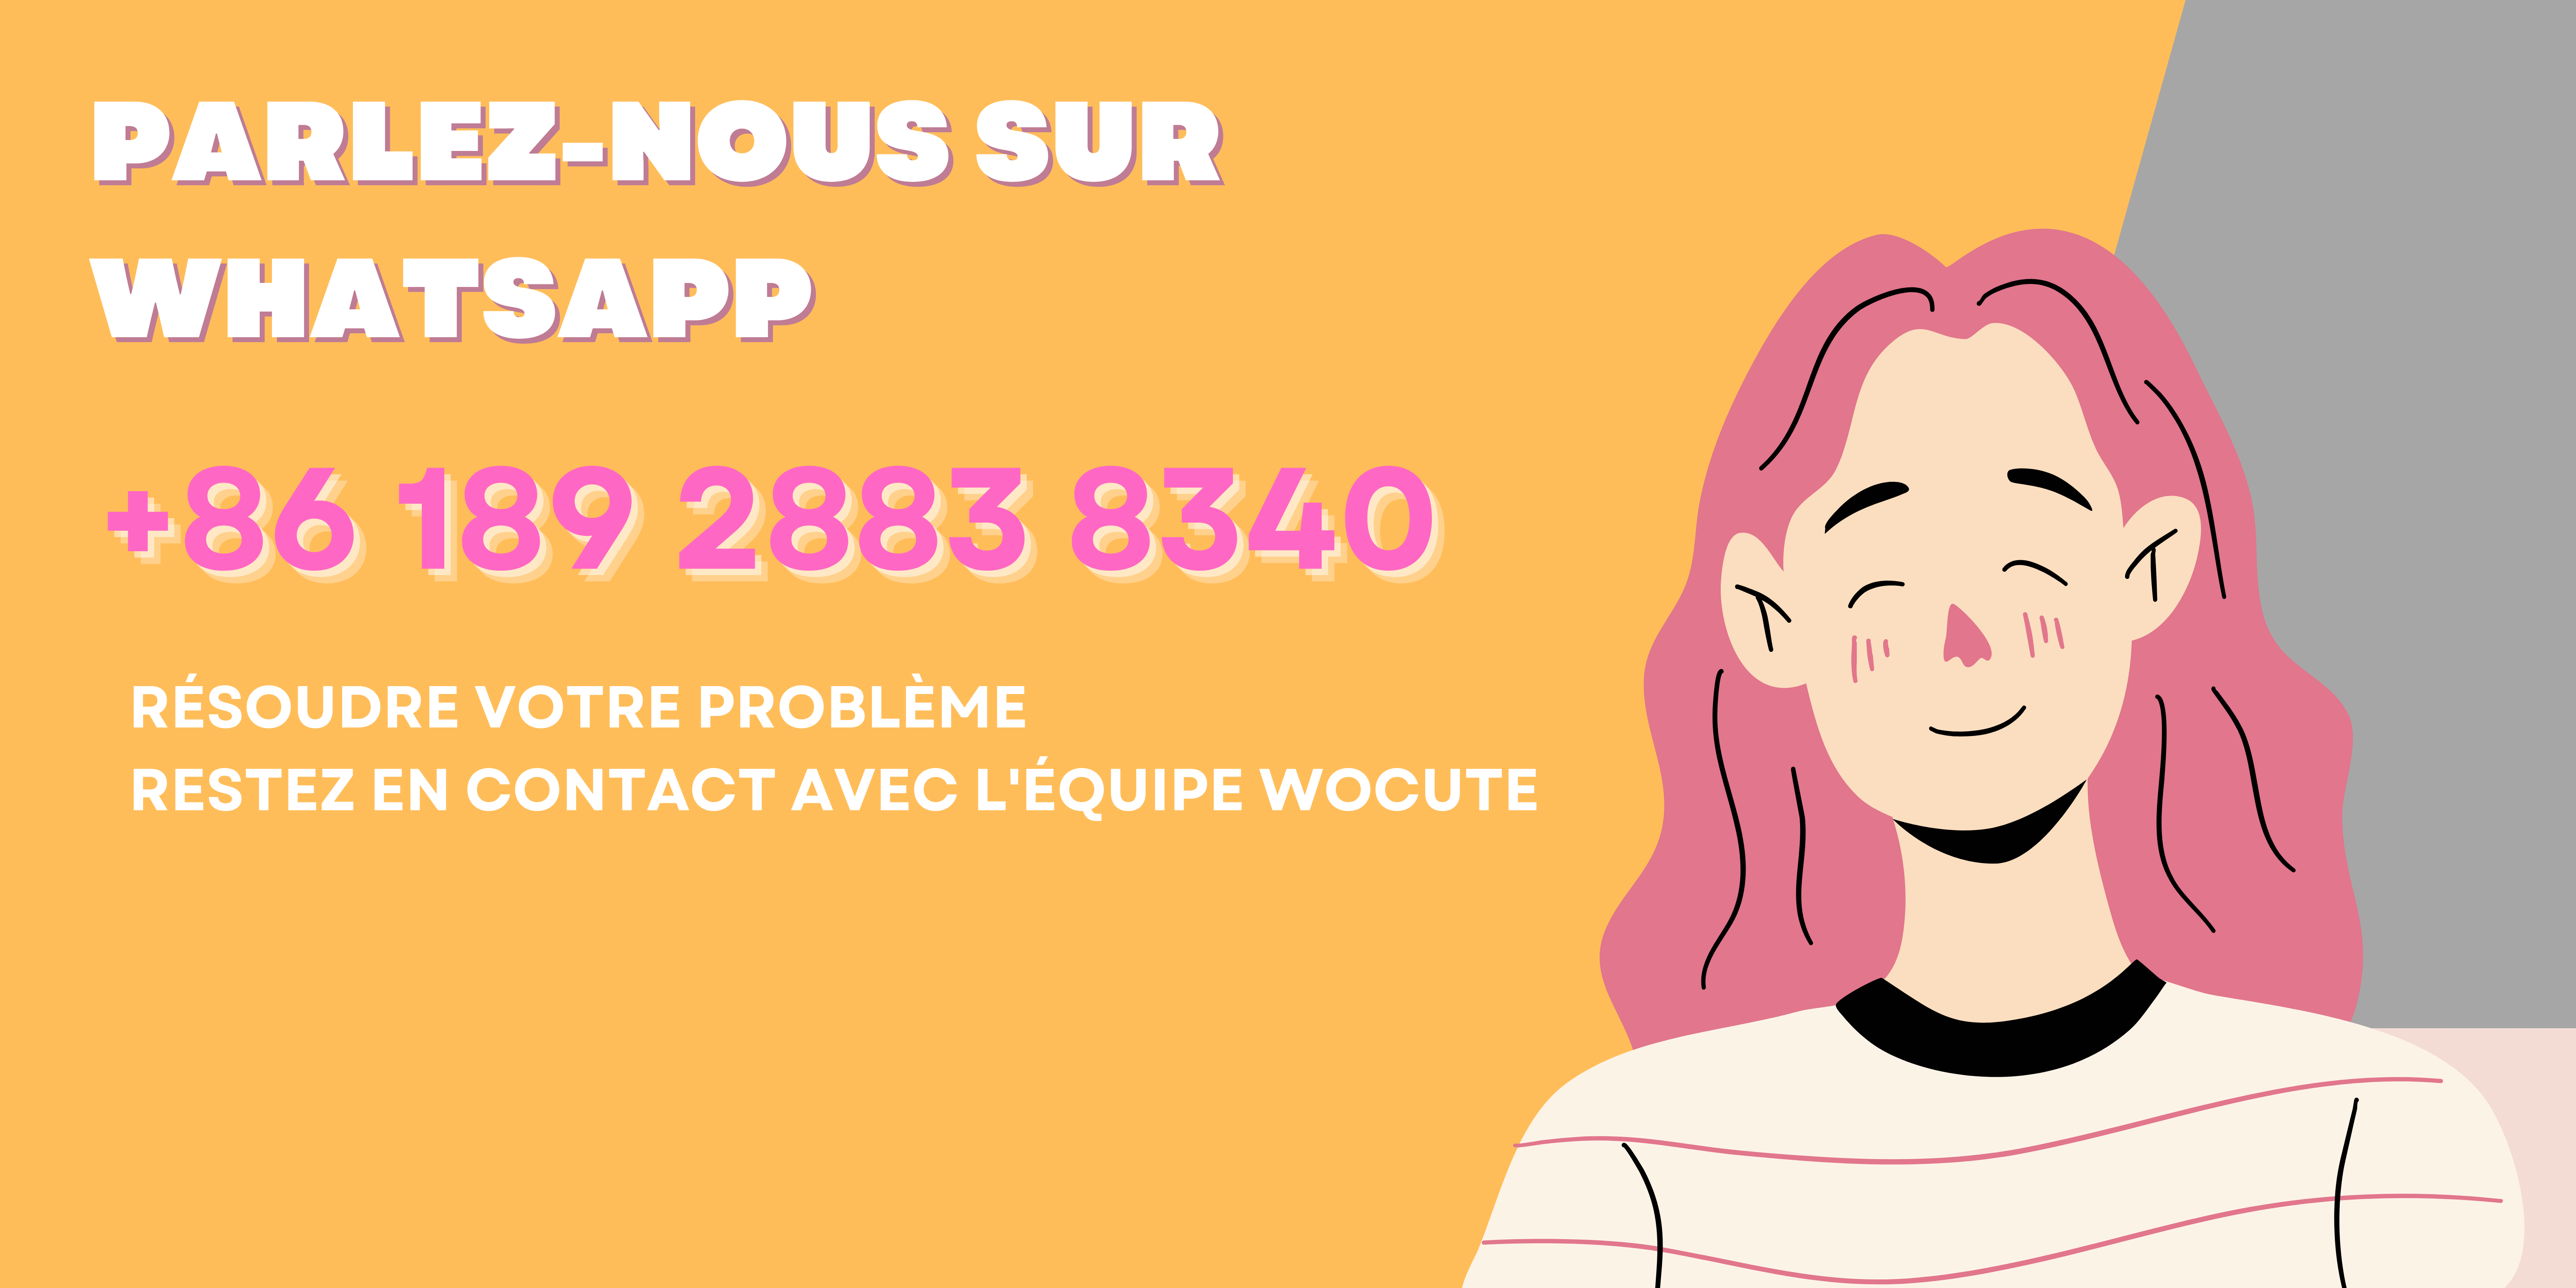 PARLEZ-NOUS SUR
WHATSAPP
+86 189 2883 8340
RÉSOUDRE VOTRE PROBLÈME
RESTEZ EN CONTACT AVEC L'ÉQUIPE WOCUTE